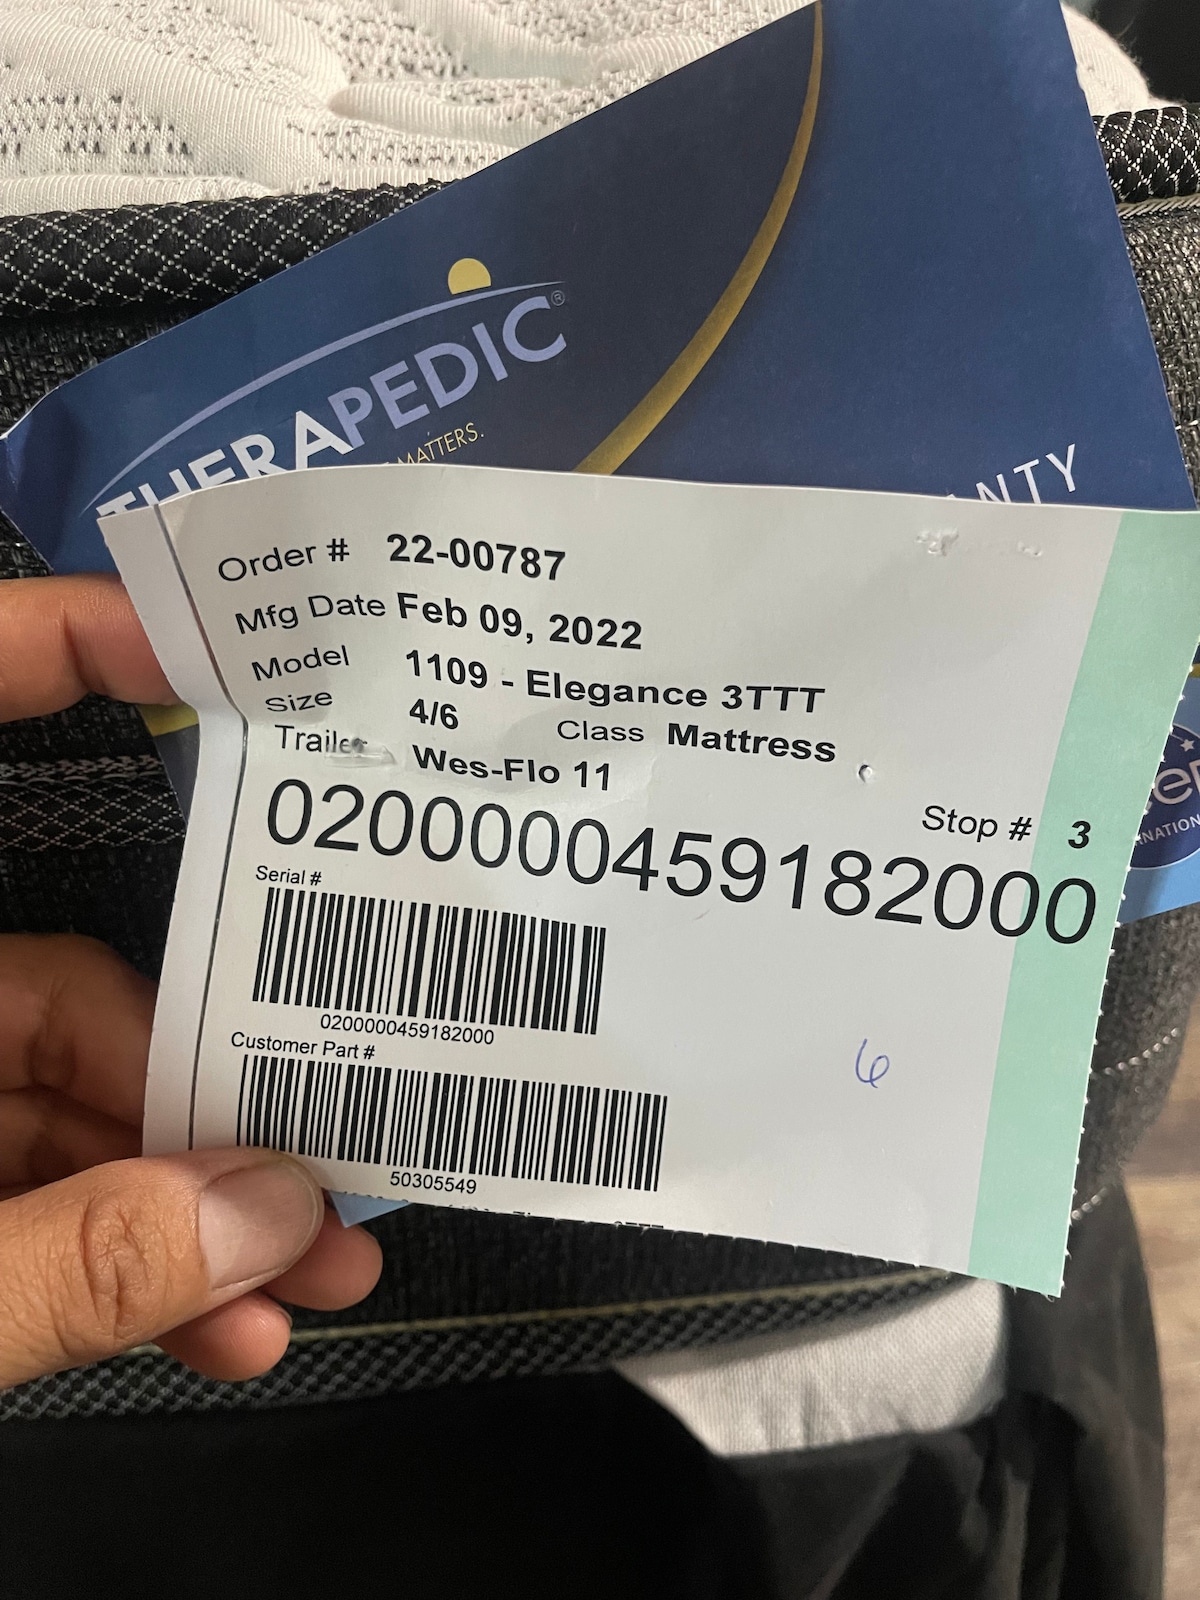 THERAPEDIC®
MATTERS.
Order # 22-00787
Mfg Date Feb 09, 2022
Model 1109 - Elegance 3TTT
Size 4/6 Class Mattress
Trailer Wes-Flo 11
Stop # 3
0200000459182000
Serial #
0200000459182000
Customer Part #
50305549
6